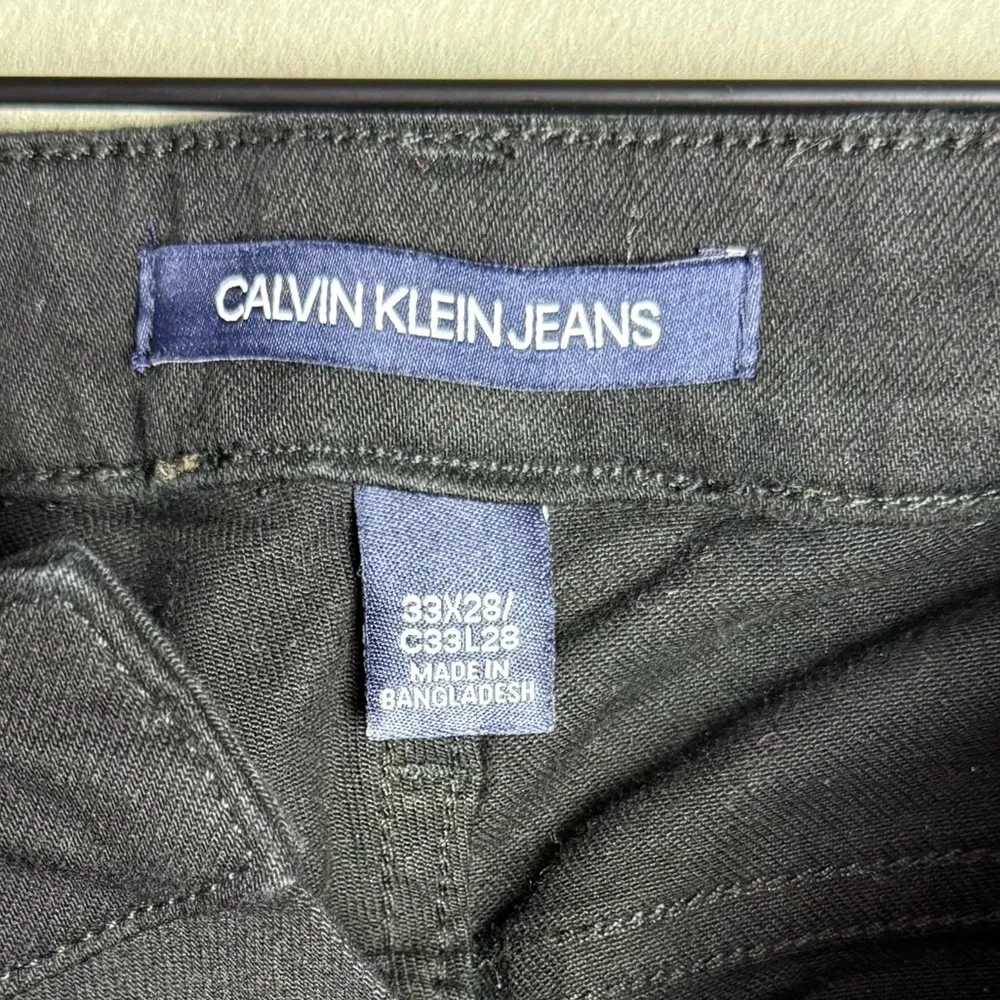 CALVIN KLEIN JEANS
33X28/
C33L28
MADE IN
BANGLADESH